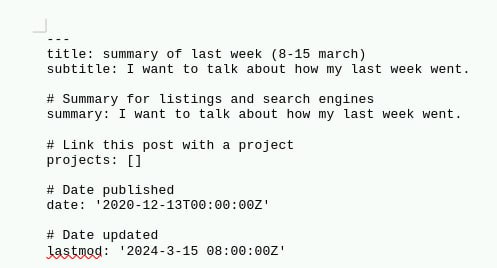 ---
title: summary of last week (8-15 march)
subtitle: I want to talk about how my last week went.
# Summary for listings and search engines
summary: I want to talk about how my last week went.
# Link this post with a project
projects: []
# Date published
date: '2020-12-13T00:00:00Z'
# Date updated
lastmod: '2024-3-15 08:00:00Z'